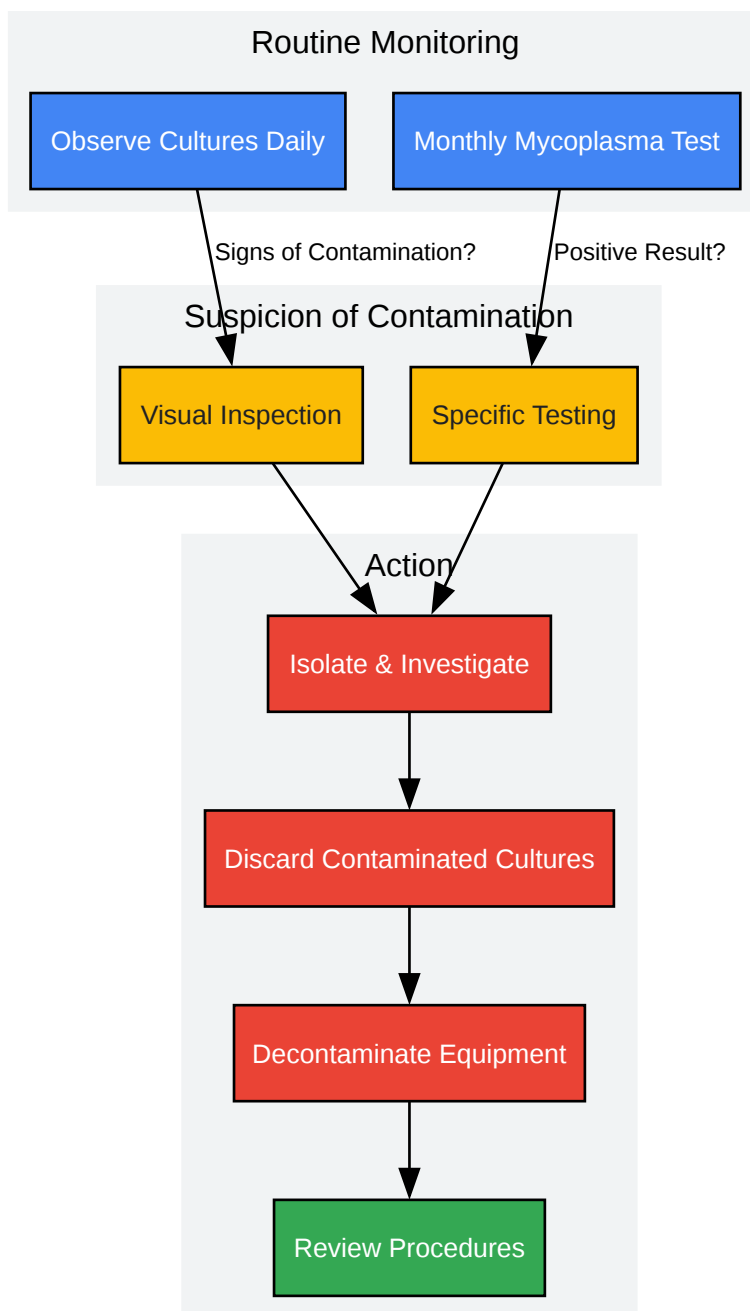 Routine Monitoring
Observe Cultures Daily
Monthly Mycoplasma Test
Signs of Contamination?
Positive Result?
Suspicion of Contamination
Visual Inspection
Specific Testing
Action
Isolate & Investigate
Discard Contaminated Cultures
Decontaminate Equipment
Review Procedures